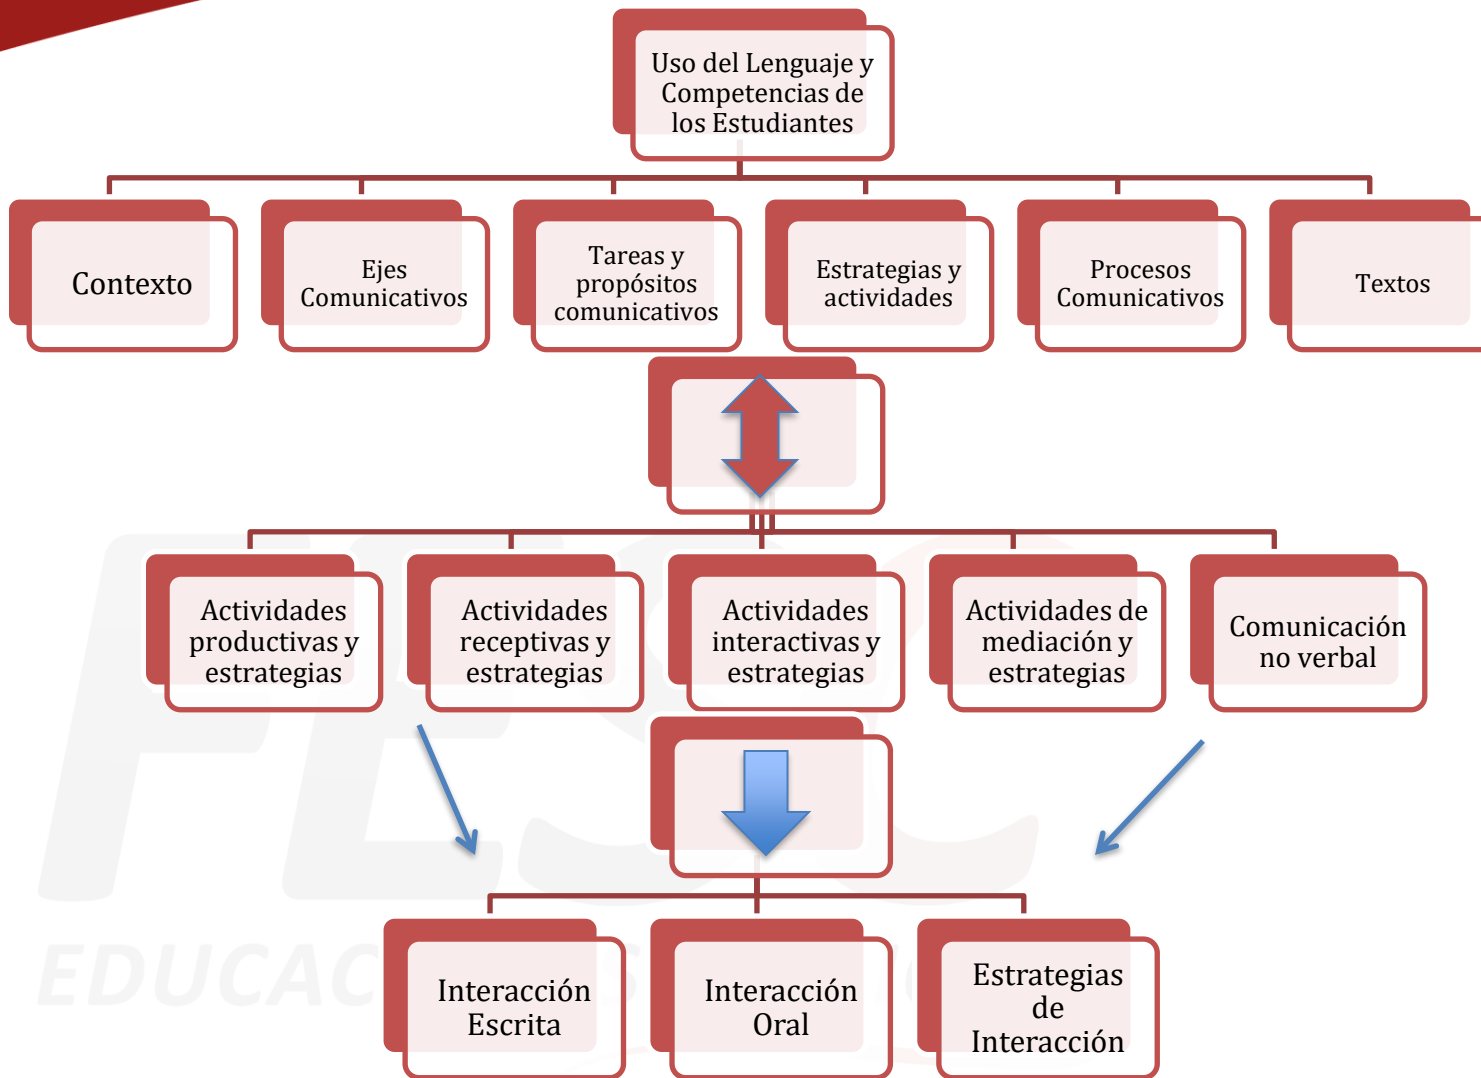 Uso del Lenguaje y
Competencias de
los Estudiantes
Contexto
Ejes
Comunicativos
Tareas y
propósitos
comunicativos
Estrategias y
actividades
Procesos
Comunicativos
Textos
Actividades
productivas y
estrategias
Actividades
receptivas y
estrategias
Actividades
interactivas y
estrategias
Actividades de
mediación y
estrategias
Comunicación
no verbal
Interacción
Escrita
Interacción
Oral
Estrategias
de
Interacción